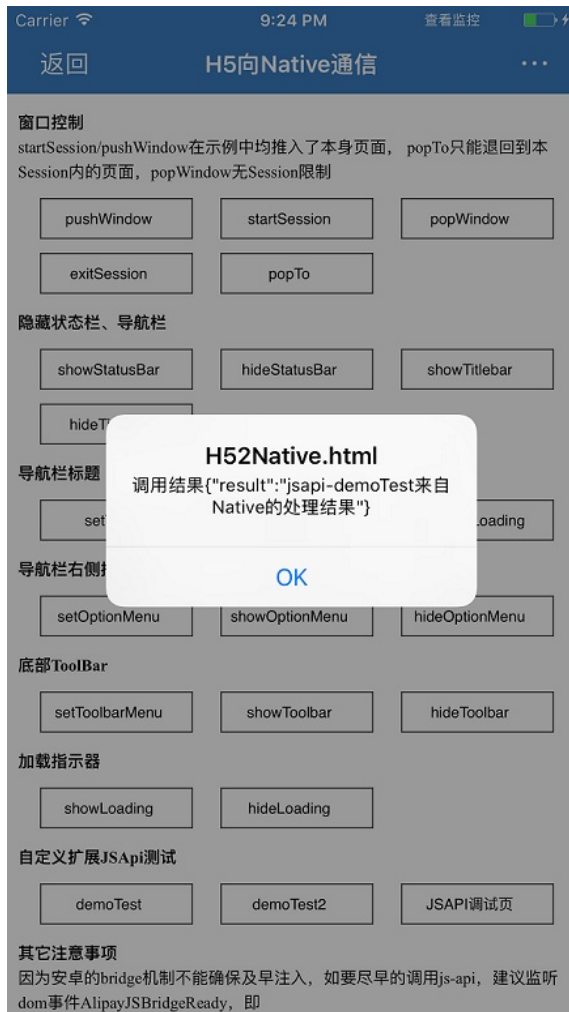 Carrier 9:24 PM 查看监控
返回 H5向Native通信 ...
窗口控制
startSession/pushWindow在示例中均推入了本身页面， popTo只能退回到本
Session内的页面，popWindow无Session限制
pushWindow startSession popWindow
exitSession popTo
隐藏状态栏、导航栏
showStatusBar hideStatusBar showTitlebar
hideT
H52Native.html
调用结果{"result":"jsapi-demoTest来自
Native的处理结果"}
OK
导航栏标题
set oading
导航栏右侧
setOptionMenu showOptionMenu hideOptionMenu
底部ToolBar
setToolbarMenu showToolbar hideToolbar
加载指示器
showLoading hideLoading
自定义扩展JSApi测试
demoTest demoTest2 JSAPI调试页
其它注意事项
因为安卓的bridge机制不能确保及早注入，如要尽早的调用js-api，建议监听
dom事件AlipayJSBridgeReady，即